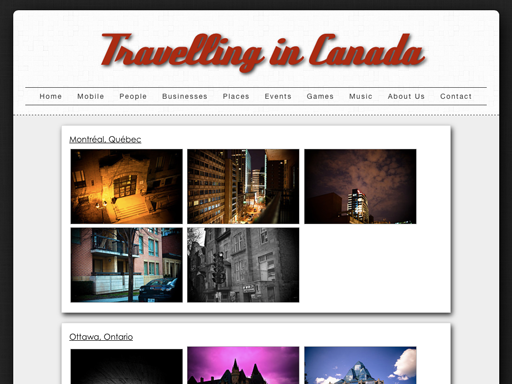 Travelling in Canada
Home Mobile People Businesses Places Events Games Music About Us Contact
Montréal, Québec
Ottawa, Ontario